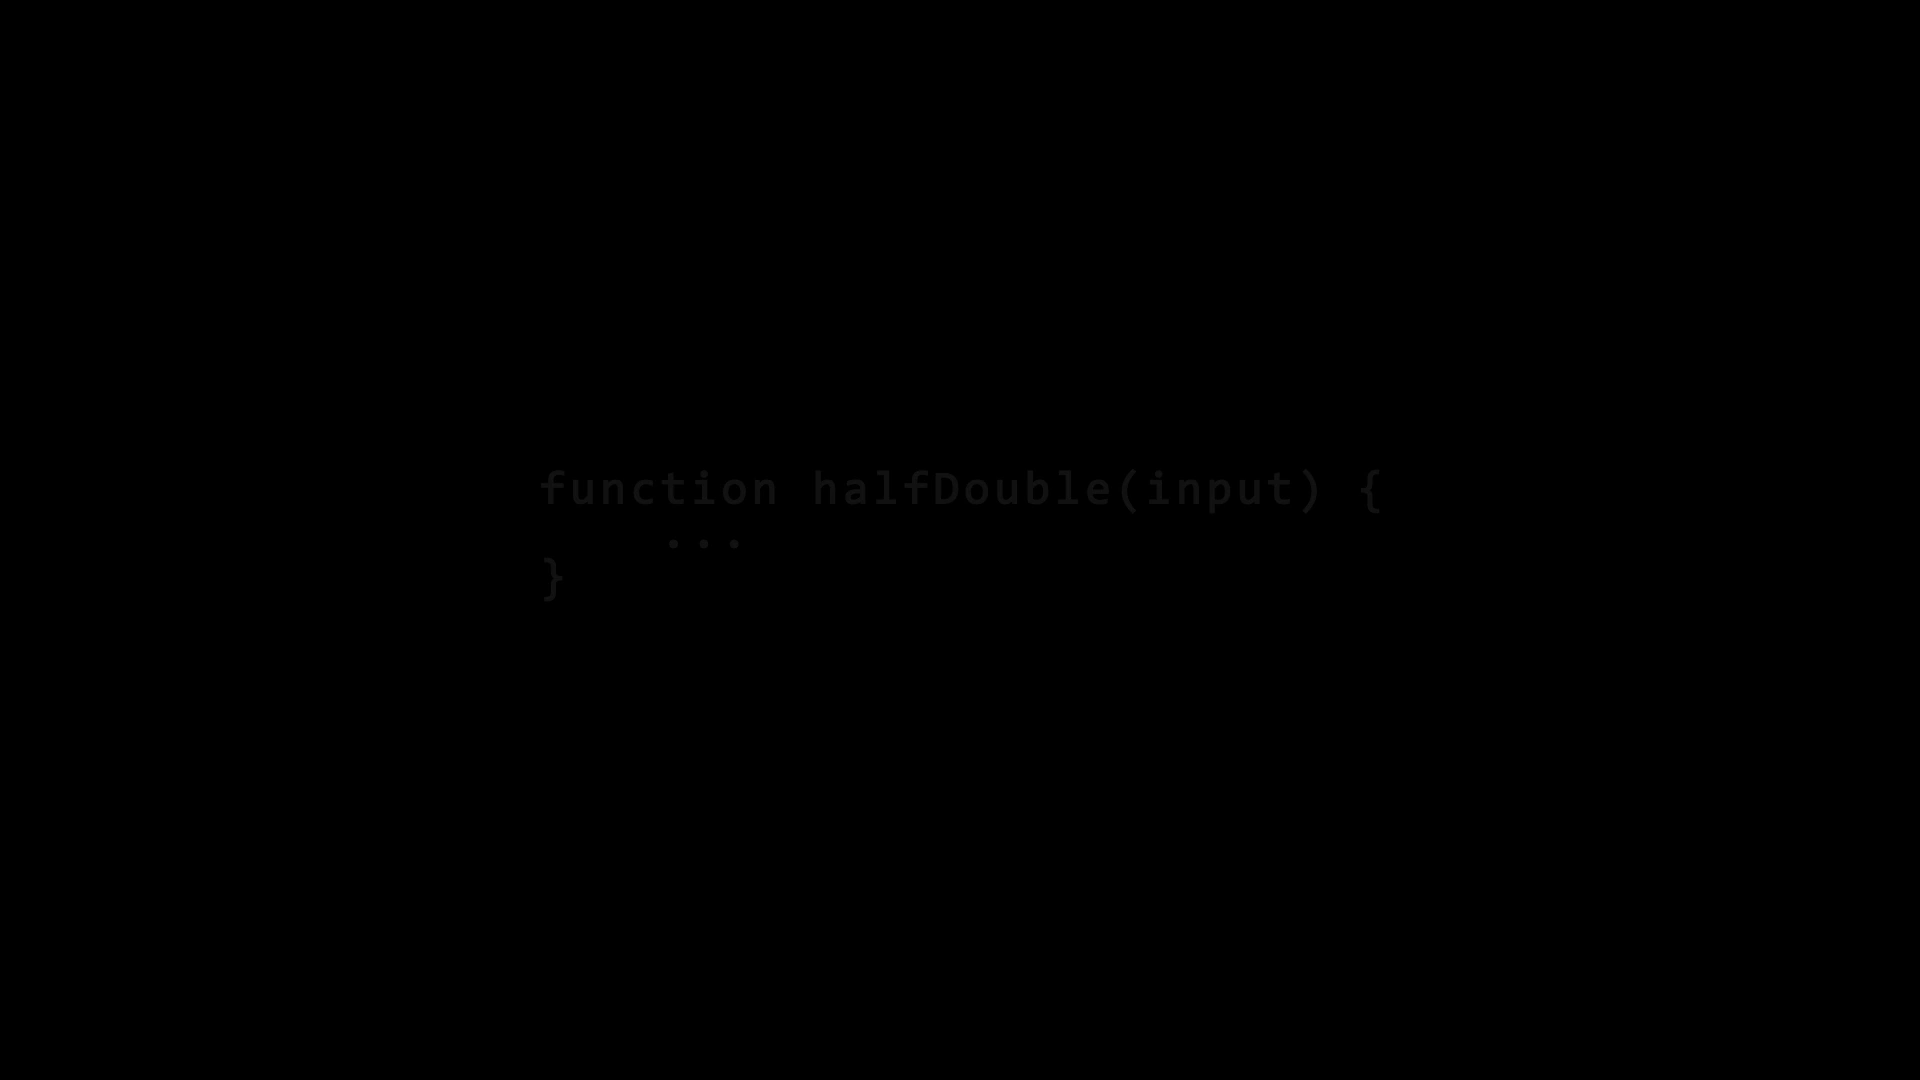 function halfDouble(input) {
    ...
}